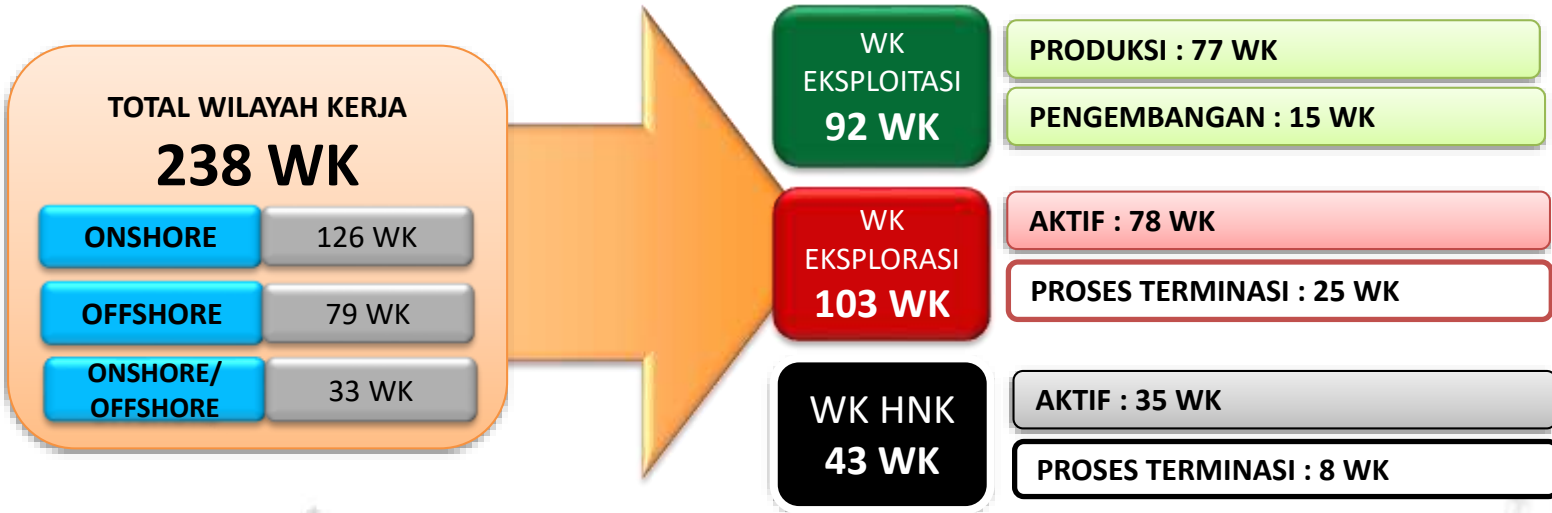 TOTAL WILAYAH KERJA
238 WK
ONSHORE
126 WK
OFFSHORE
79 WK
ONSHORE/
OFFSHORE
33 WK
WK
EKSPLOITASI
92 WK
PRODUKSI : 77 WK
PENGEMBANGAN : 15 WK
WK
EKSPLORASI
103 WK
AKTIF : 78 WK
PROSES TERMINASI : 25 WK
WK HNK
43 WK
AKTIF : 35 WK
PROSES TERMINASI : 8 WK